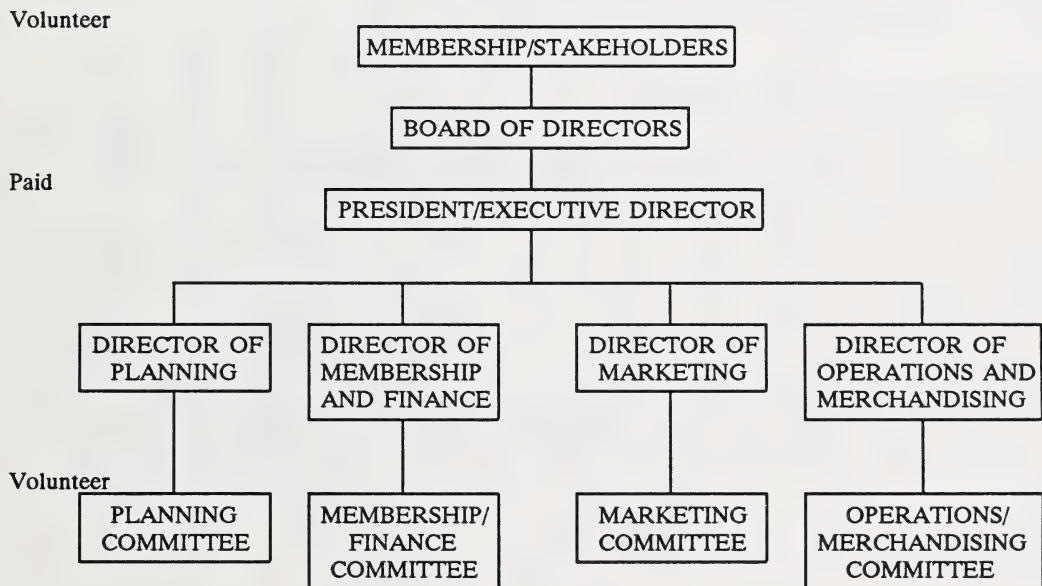 Volunteer
MEMBERSHIP/STAKEHOLDERS
BOARD OF DIRECTORS
Paid
PRESIDENT/EXECUTIVE DIRECTOR
DIRECTOR OF
PLANNING
DIRECTOR OF
MEMBERSHIP
AND FINANCE
DIRECTOR OF
MARKETING
DIRECTOR OF
OPERATIONS AND
MERCHANDISING
Volunteer
PLANNING
COMMITTEE
MEMBERSHIP/
FINANCE
COMMITTEE
MARKETING
COMMITTEE
OPERATIONS/
MERCHANDISING
COMMITTEE